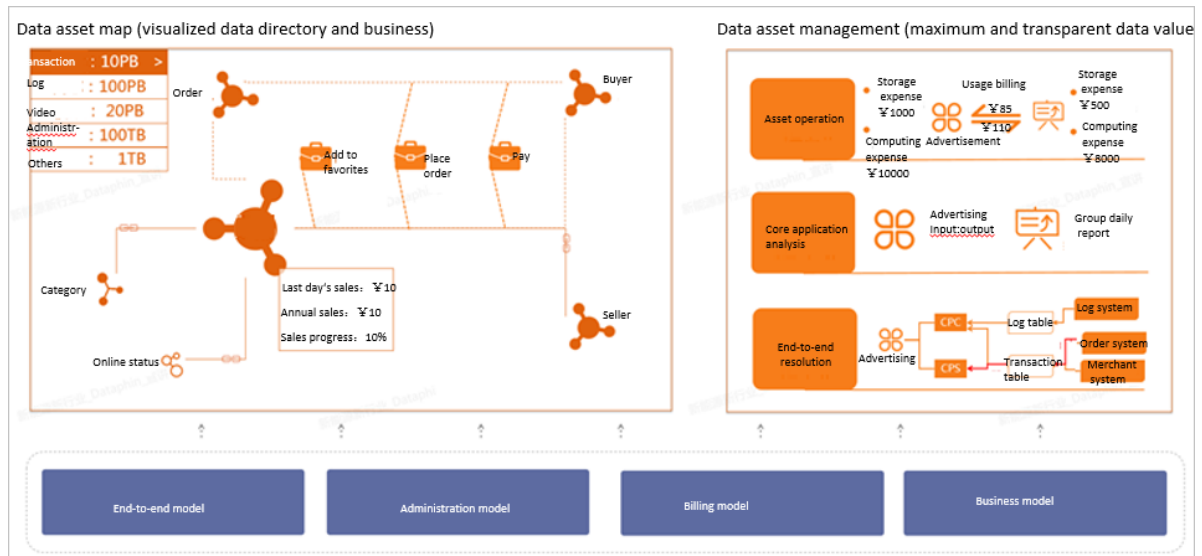 Data asset map (visualized data directory and business)
Data asset management (maximum and transparent data value
ansaction : 10PB >
Log : 100PB
Video : 20PB
Administr-
ation : 100TB
Others : 1TB
Order
Buyer
Add to
favorites
Place
order
Pay
Category
Last day's sales: ￥10
Annual sales: ￥10
Sales progress: 10%
Online status
Seller
Asset operation
Storage
expense
￥1000
Computing
expense
￥10000
Usage billing
￥85
￥110
Advertisement
Storage
expense
￥500
Computing
expense
￥8000
Core application
analysis
Advertising
Input:output
Group daily
report
End-to-end
resolution
Advertising
CPC
CPS
Log table
Transaction
table
Log system
Order system
Merchant
system
End-to-end model
Administration model
Billing model
Business model